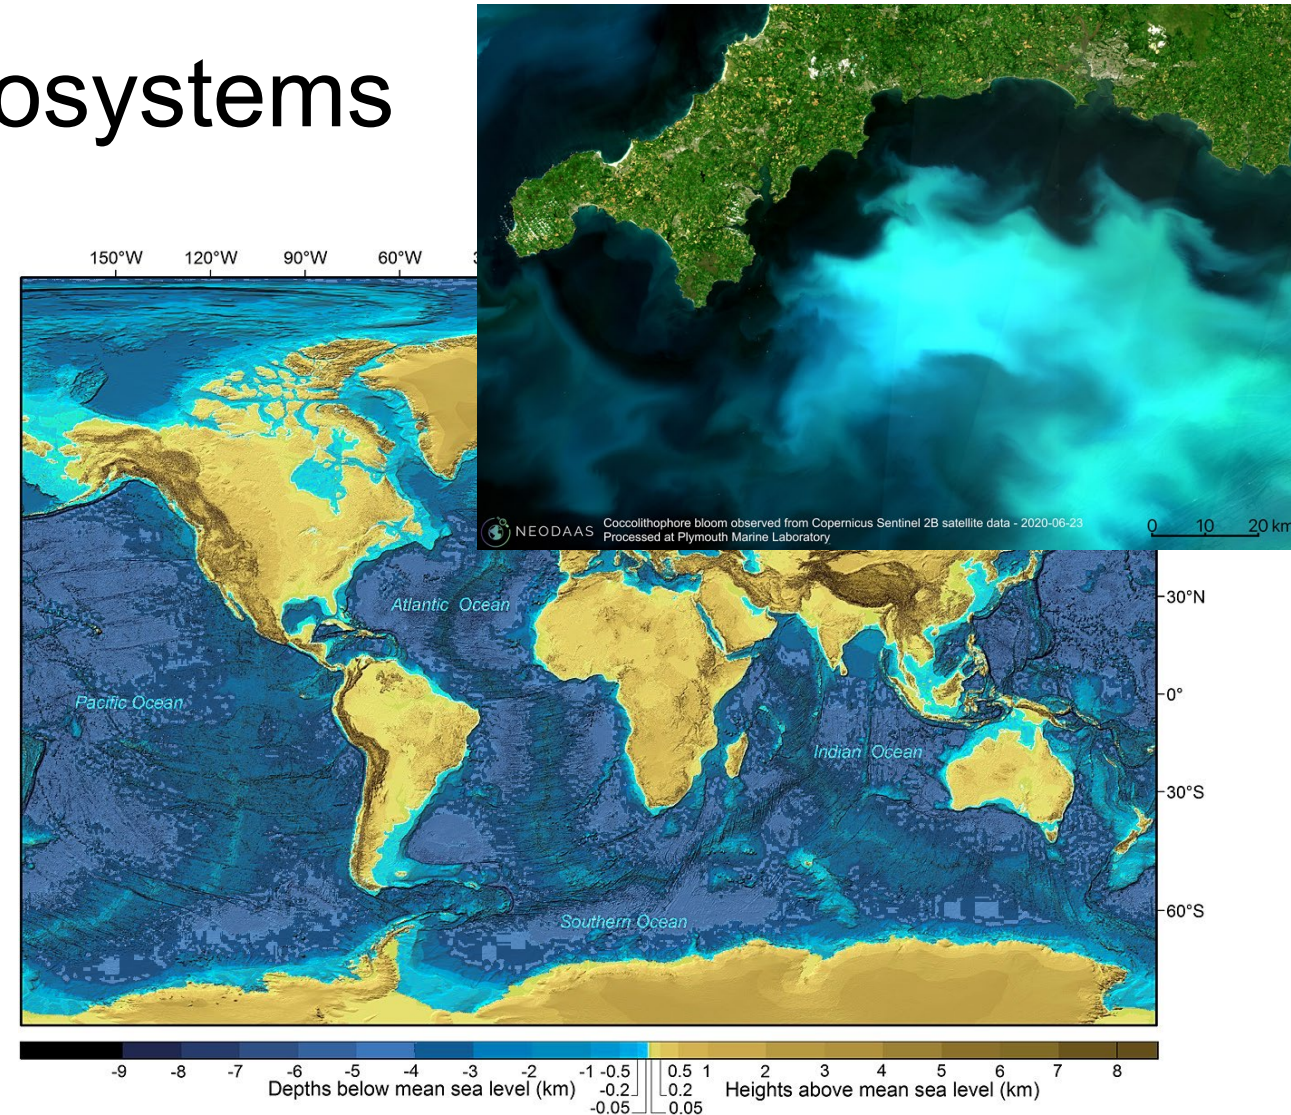 osystems
150°W 120°W 90°W 60°W
NEODAAS
Coccolithophore bloom observed from Copernicus Sentinel 2B satellite data - 2020-06-23
Processed at Plymouth Marine Laboratory
0 10 20 km
30°N
Atlantic Ocean
0°
Pacific Ocean
Indian Ocean
30°S
60°S
Southern Ocean
-9 -8 -7 -6 -5 -4 -3 -2 -1 -0.5 0.5 1 2 3 4 5 6 7 8
-0.2 0.2
-0.05 0.05
Depths below mean sea level (km)
Heights above mean sea level (km)